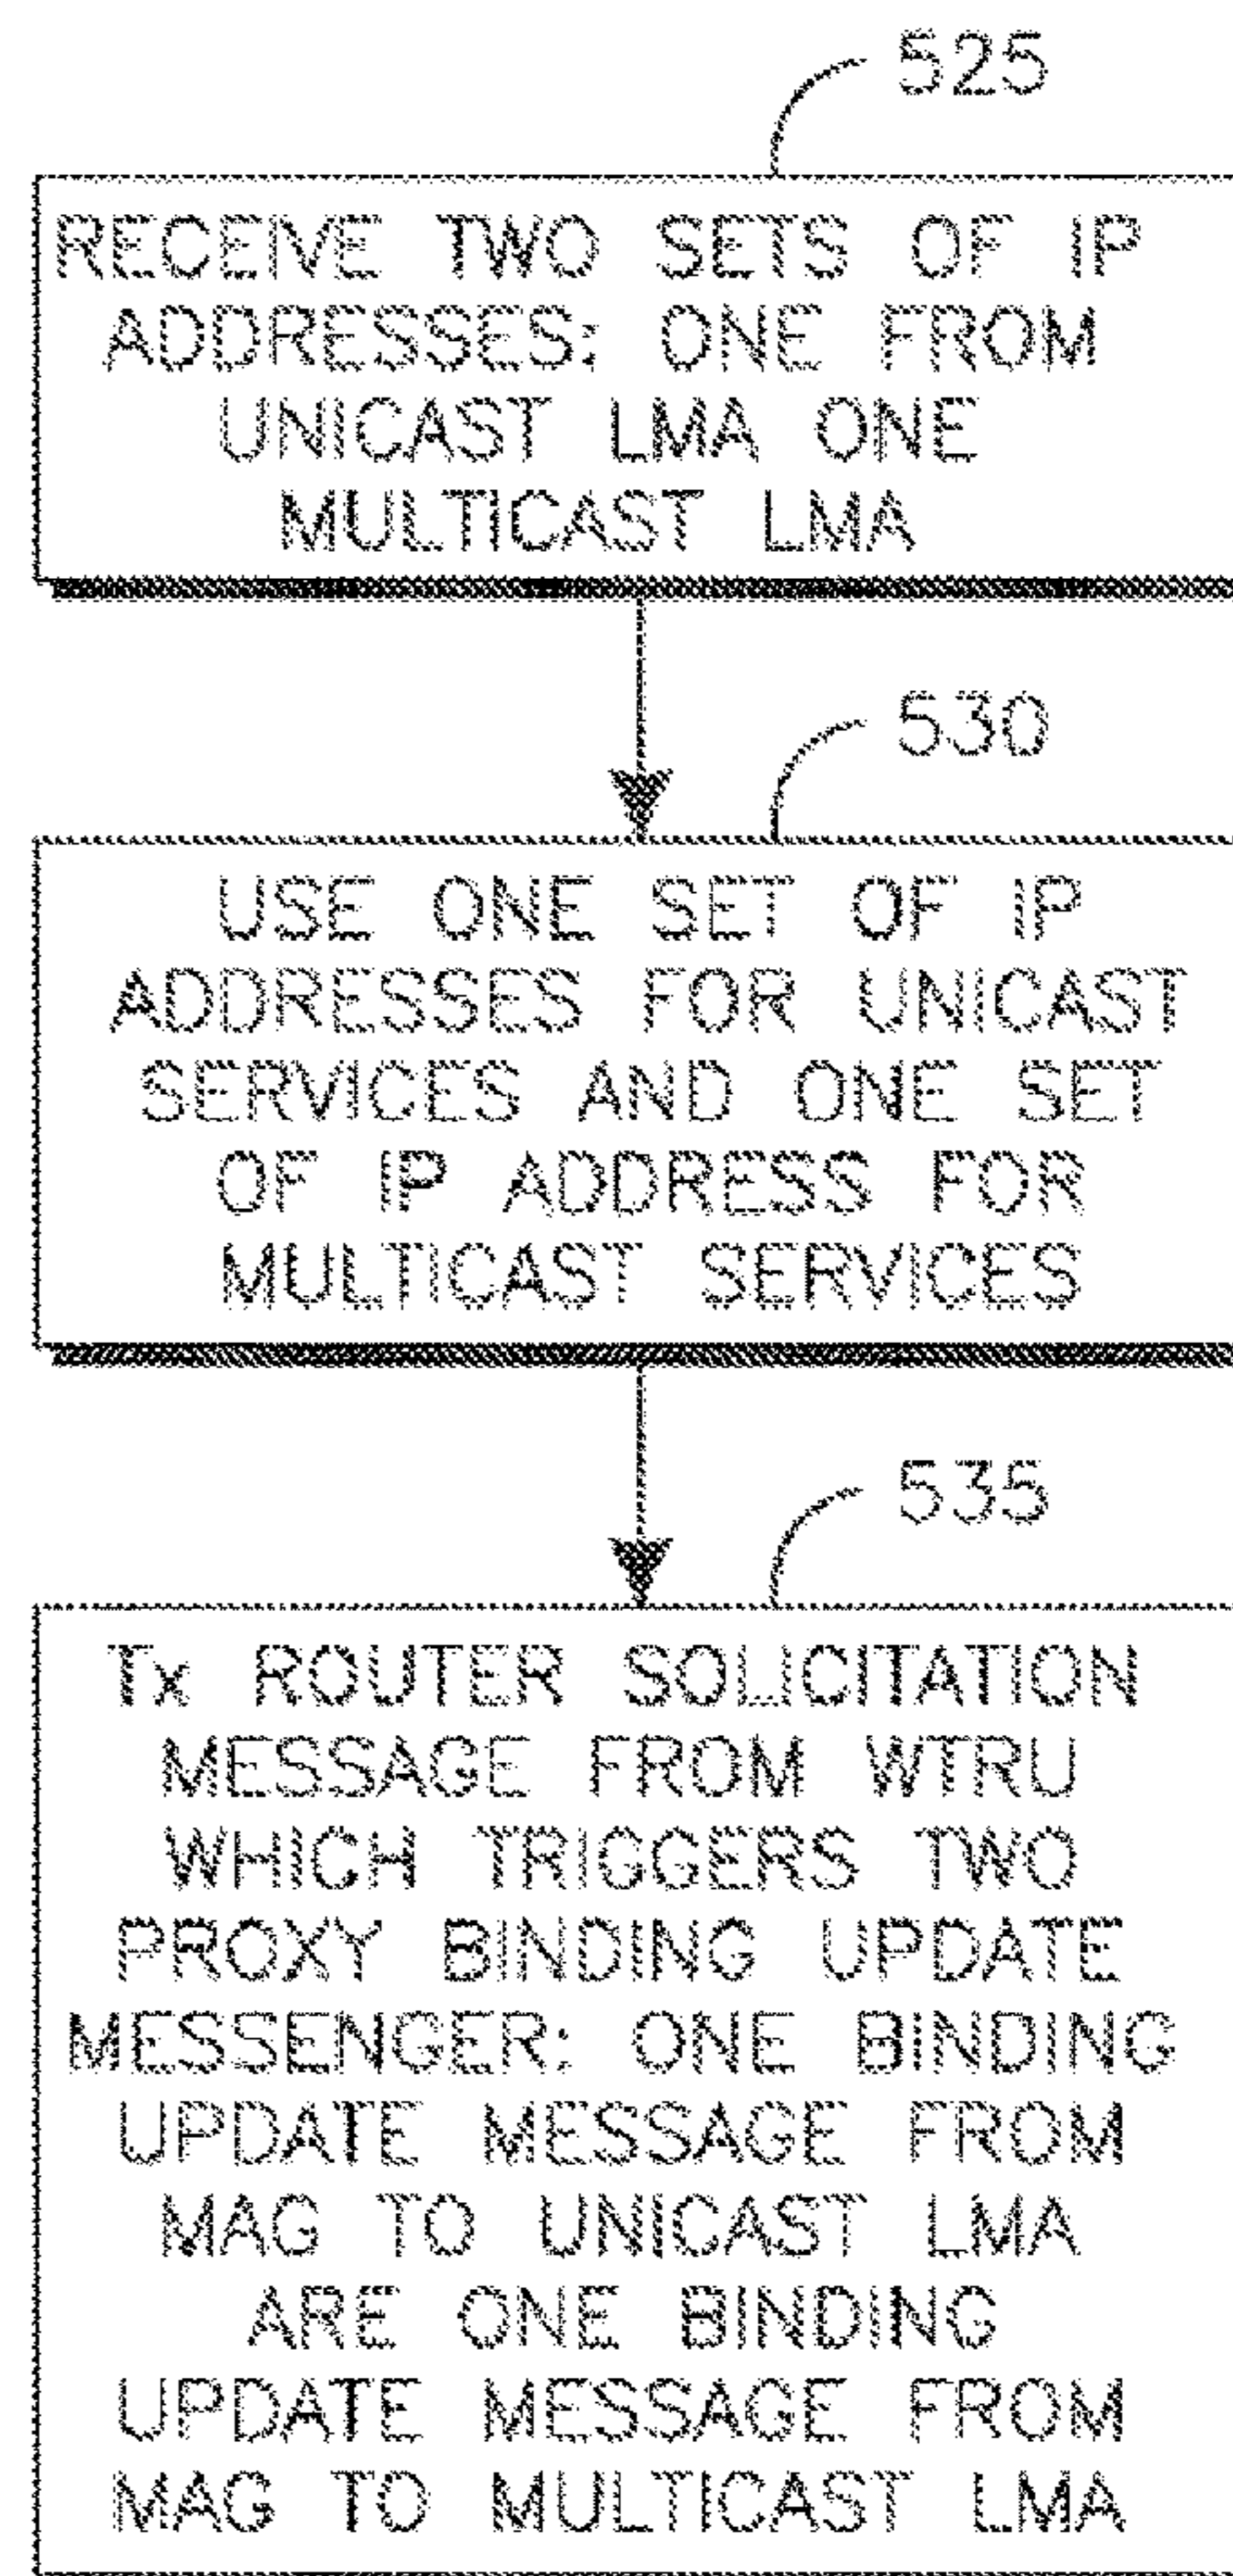 525
RECEIVE TWO SETS OF IP
ADDRESSES: ONE FROM
UNICAST LMA ONE
MULTICAST LMA
530
USE ONE SET OF IP
ADDRESSES FOR UNICAST
SERVICES AND ONE SET
OF IP ADDRESS FOR
MULTICAST SERVICES
535
Tx ROUTER SOLICITATION
MESSAGE FROM WTRU
WHICH TRIGGERS TWO
PROXY BINDING UPDATE
MESSENGER: ONE BINDING
UPDATE MESSAGE FROM
MAG TO UNICAST LMA
ARE ONE BINDING
UPDATE MESSAGE FROM
MAG TO MULTICAST LMA